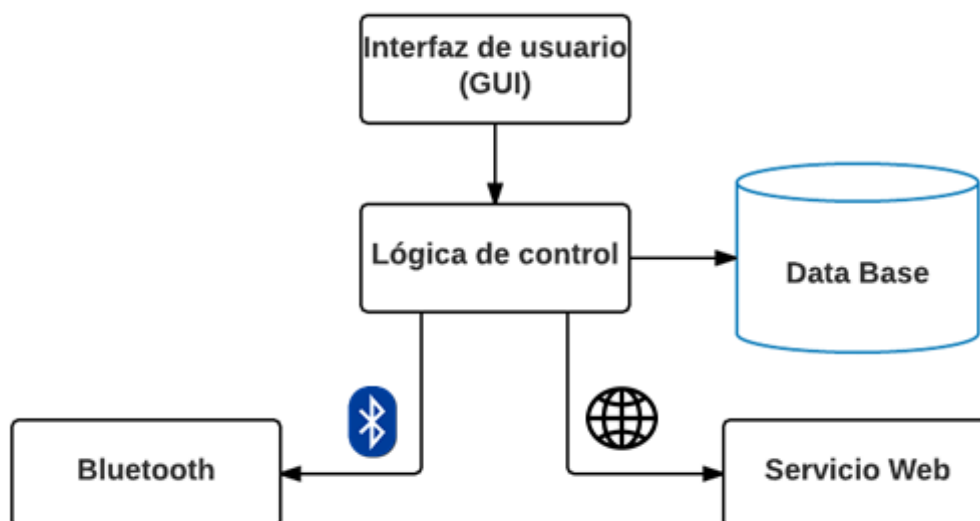 Interfaz de usuario
(GUI)
Lógica de control
Data Base
Bluetooth
Servicio Web